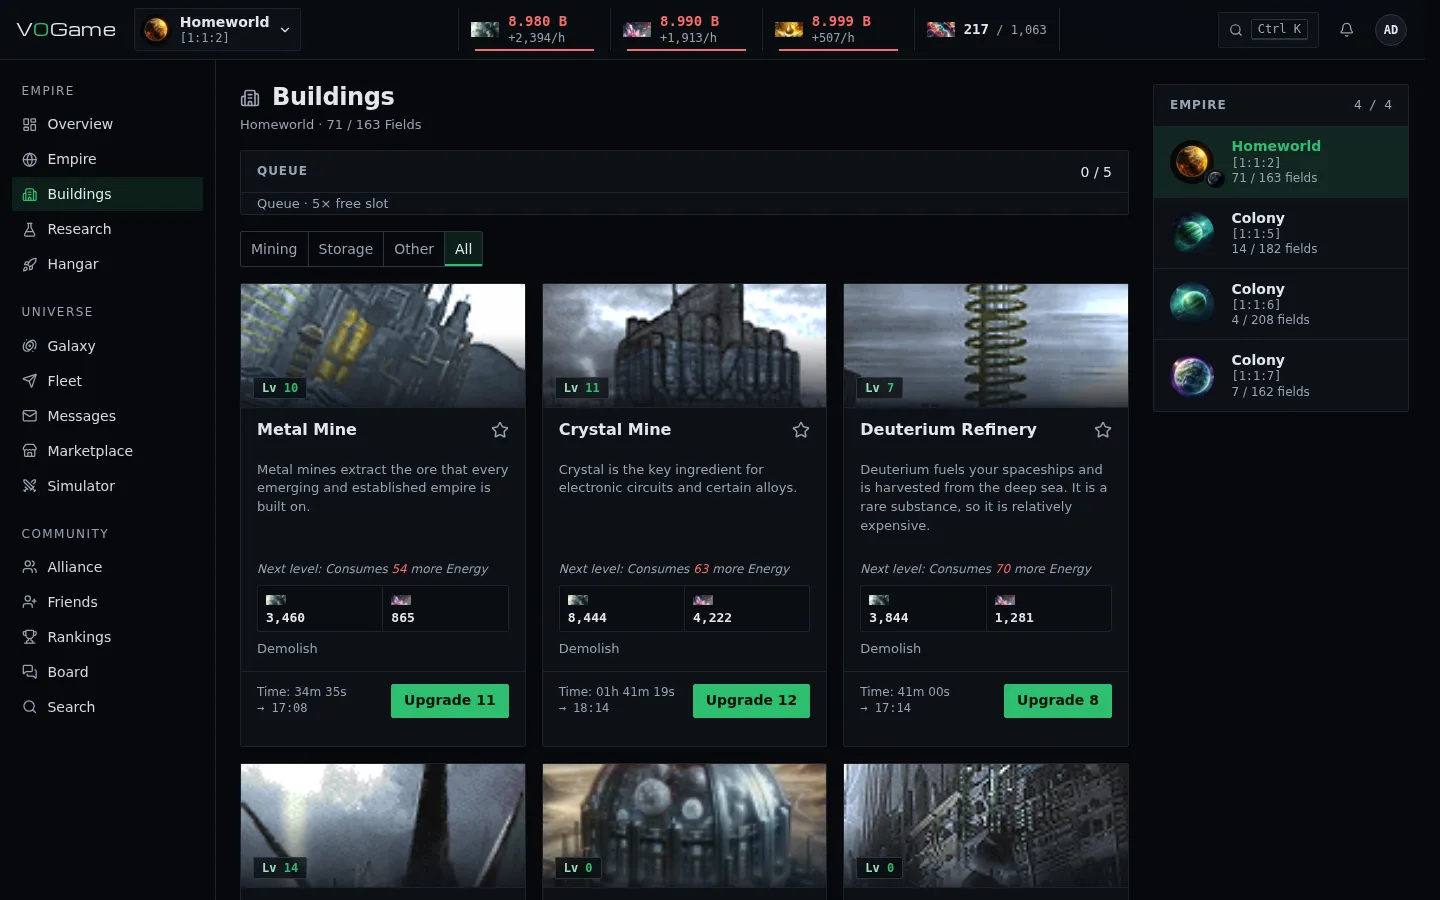 VOGame
Homeworld
[1:1:2]
8.980 B
+2,394/h
8.990 B
+1,913/h
8.999 B
+507/h
217 / 1,063
Ctrl K
AD
EMPIRE
Overview
Empire
Buildings
Research
Hangar
UNIVERSE
Galaxy
Fleet
Messages
Marketplace
Simulator
COMMUNITY
Alliance
Friends
Rankings
Board
Search
Buildings
Homeworld · 71 / 163 Fields
QUEUE
0 / 5
Queue · 5× free slot
Mining
Storage
Other
All
Lv 10
Metal Mine
Metal mines extract the ore that every
emerging and established empire is
built on.
Next level: Consumes 54 more Energy
3,460
865
Demolish
Time: 34m 35s
→ 17:08
Upgrade 11
Lv 11
Crystal Mine
Crystal is the key ingredient for
electronic circuits and certain alloys.
Next level: Consumes 63 more Energy
8,444
4,222
Demolish
Time: 01h 41m 19s
→ 18:14
Upgrade 12
Lv 7
Deuterium Refinery
Deuterium fuels your spaceships and
is harvested from the deep sea. It is a
rare substance, so it is relatively
expensive.
Next level: Consumes 70 more Energy
3,844
1,281
Demolish
Time: 41m 00s
→ 17:14
Upgrade 8
Lv 14
Lv 0
Lv 0
EMPIRE
4 / 4
Homeworld
[1:1:2]
71 / 163 fields
Colony
[1:1:5]
14 / 182 fields
Colony
[1:1:6]
4 / 208 fields
Colony
[1:1:7]
7 / 162 fields